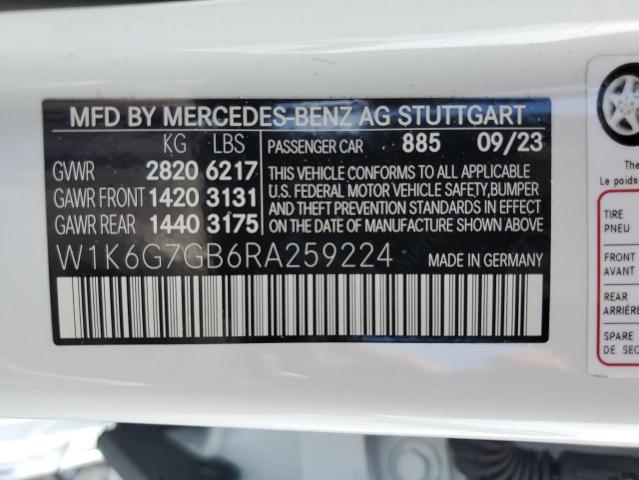 MFD BY MERCEDES-BENZ AG STUTTGART
KG LBS PASSENGER CAR 885 09/23
GVWR 2820 6217
GAWR FRONT 1420 3131
GAWR REAR 1440 3175
THIS VEHICLE CONFORMS TO ALL APPLICABLE
U.S. FEDERAL MOTOR VEHICLE SAFETY, BUMPER
AND THEFT PREVENTION STANDARDS IN EFFECT
ON THE DATE OF MANUFACTURE SHOWN ABOVE
W1K6G7GB6RA259224 MADE IN GERMANY
The
Le poids
TIRE
PNEU
FRONT
AVANT
REAR
ARRIÈRE
SPARE
DE SEC